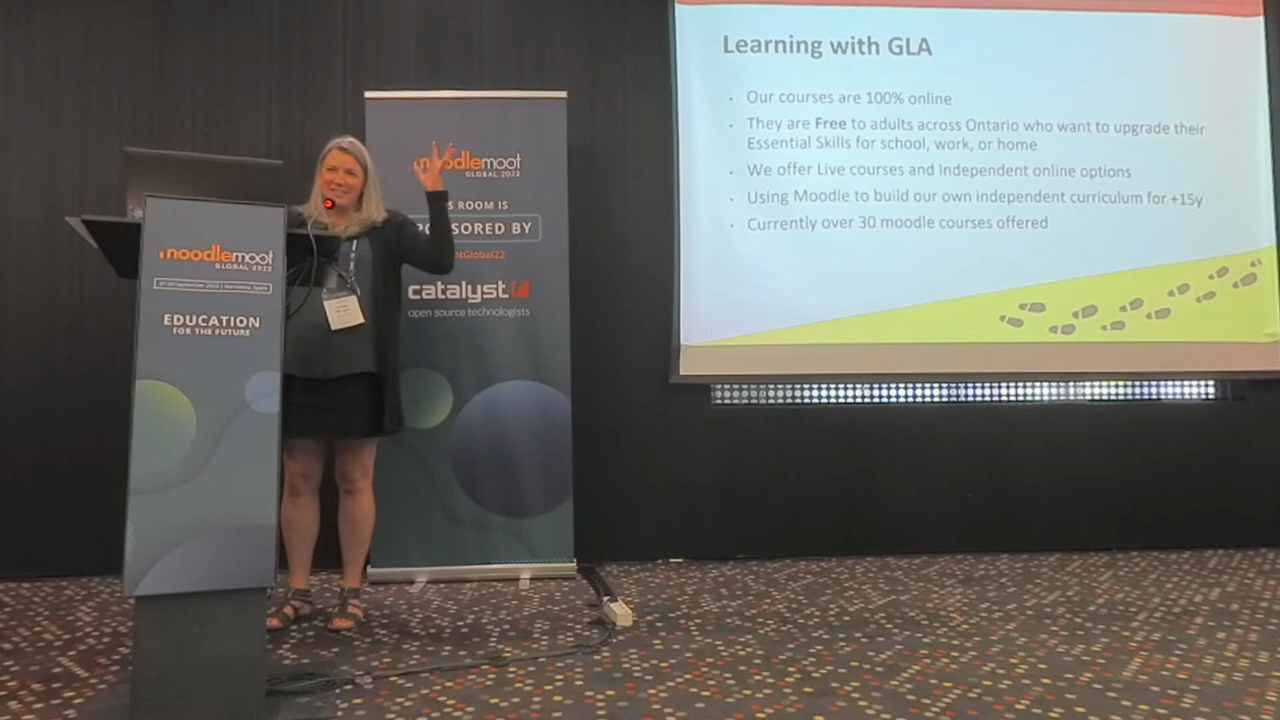 Learning with GLA
Our courses are 100% online
They are Free to adults across Ontario who want to upgrade their
Essential Skills for school, work, or home
We offer Live courses and Independent online options
Using Moodle to build our own independent curriculum for +15y
Currently over 30 moodle courses offered
moodlemoot
GLOBAL 2022
ROOM IS
SPONSORED BY
catalyst
open source technologists
moodlemoot
GLOBAL 2022
EDUCATION
FOR THE FUTURE